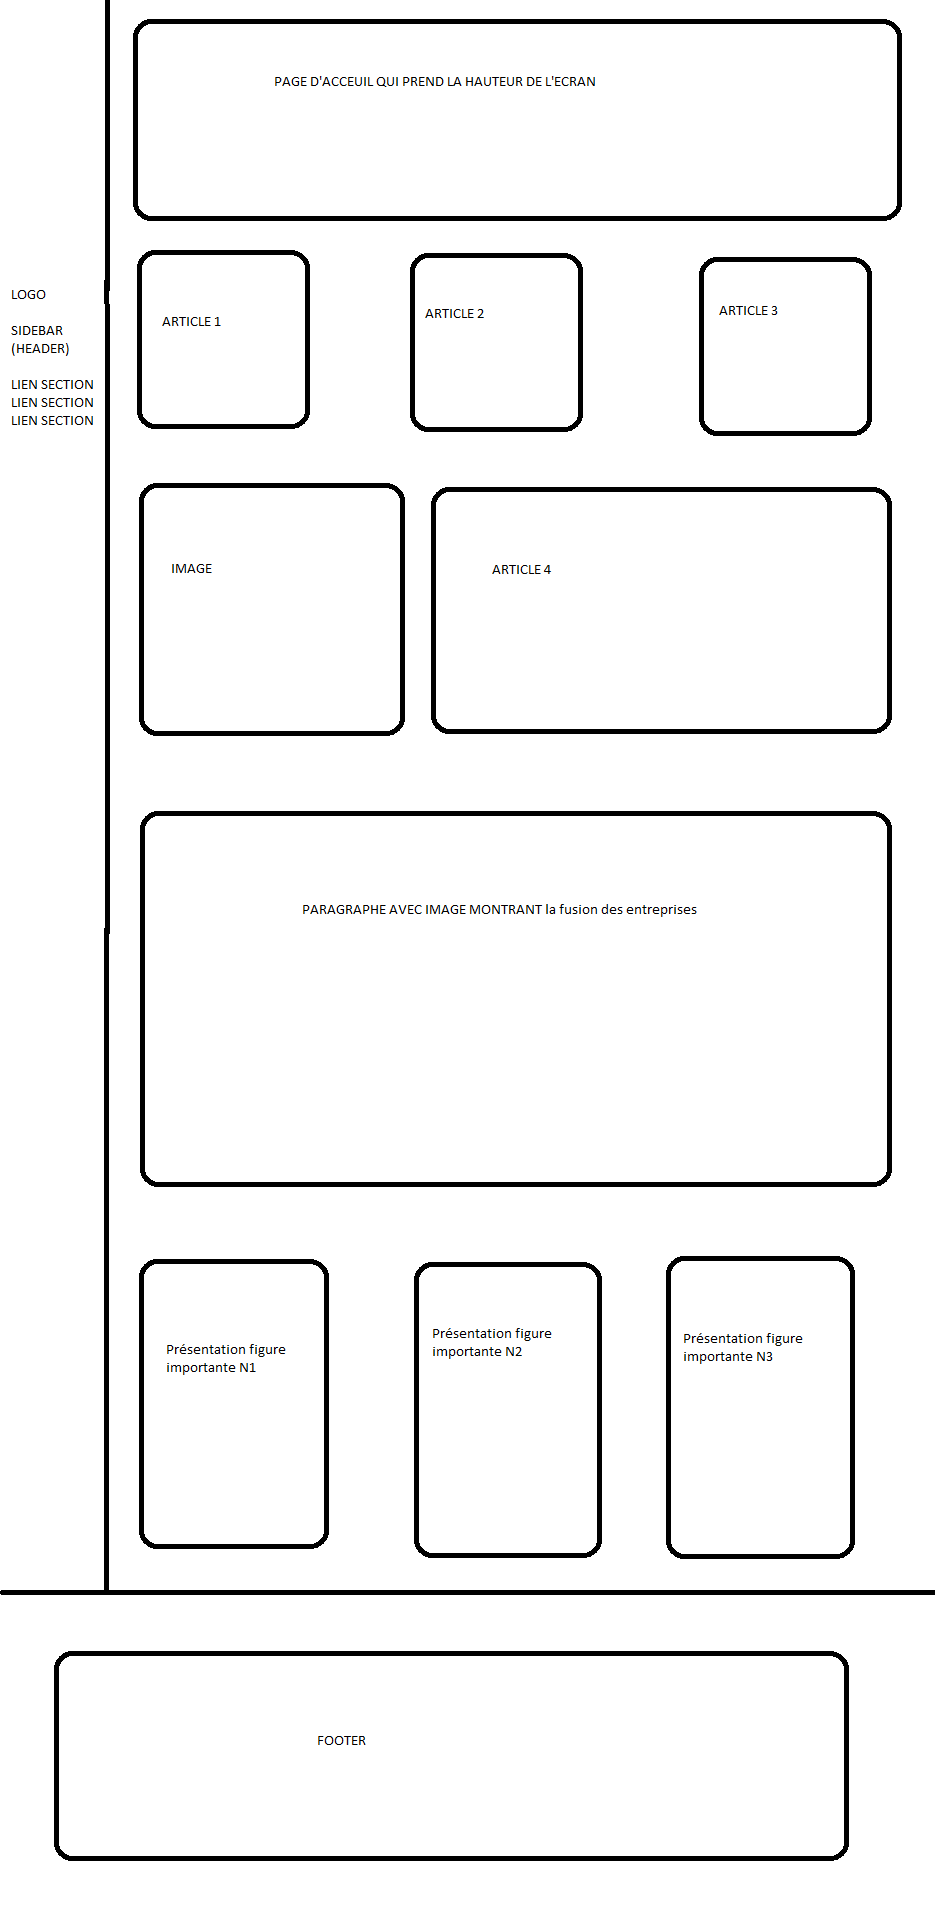 PAGE D'ACCEUIL QUI PREND LA HAUTEUR DE L'ECRAN
LOGO
SIDEBAR
(HEADER)
LIEN SECTION
LIEN SECTION
LIEN SECTION
ARTICLE 1
ARTICLE 2
ARTICLE 3
IMAGE
ARTICLE 4
PARAGRAPHE AVEC IMAGE MONTRANT la fusion des entreprises
Présentation figure
importante N1
Présentation figure
importante N2
Présentation figure
importante N3
FOOTER